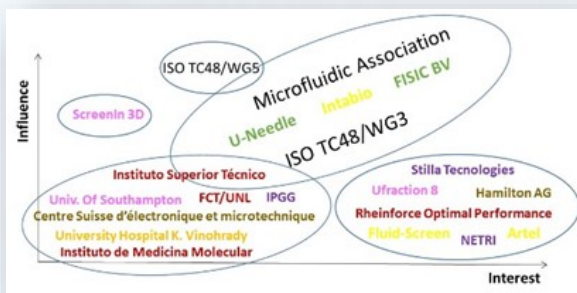 ISO TC48/WG5
Microfluidic Association
FISIC BV
Intabio
U-Needle
ISO TC48/WG3
ScreenIn 3D
Influence
Instituto Superior Técnico
Univ. Of Southampton FCT/UNL IPGG
Centre Suisse d'électronique et microtechnique
University Hospital K. Vinohrady
Instituto de Medicina Molecular
Stilla Tecnologies
Ufraction 8 Hamilton AG
Rheinforce Optimal Performance
Fluid-Screen NETRI Artel
Interest